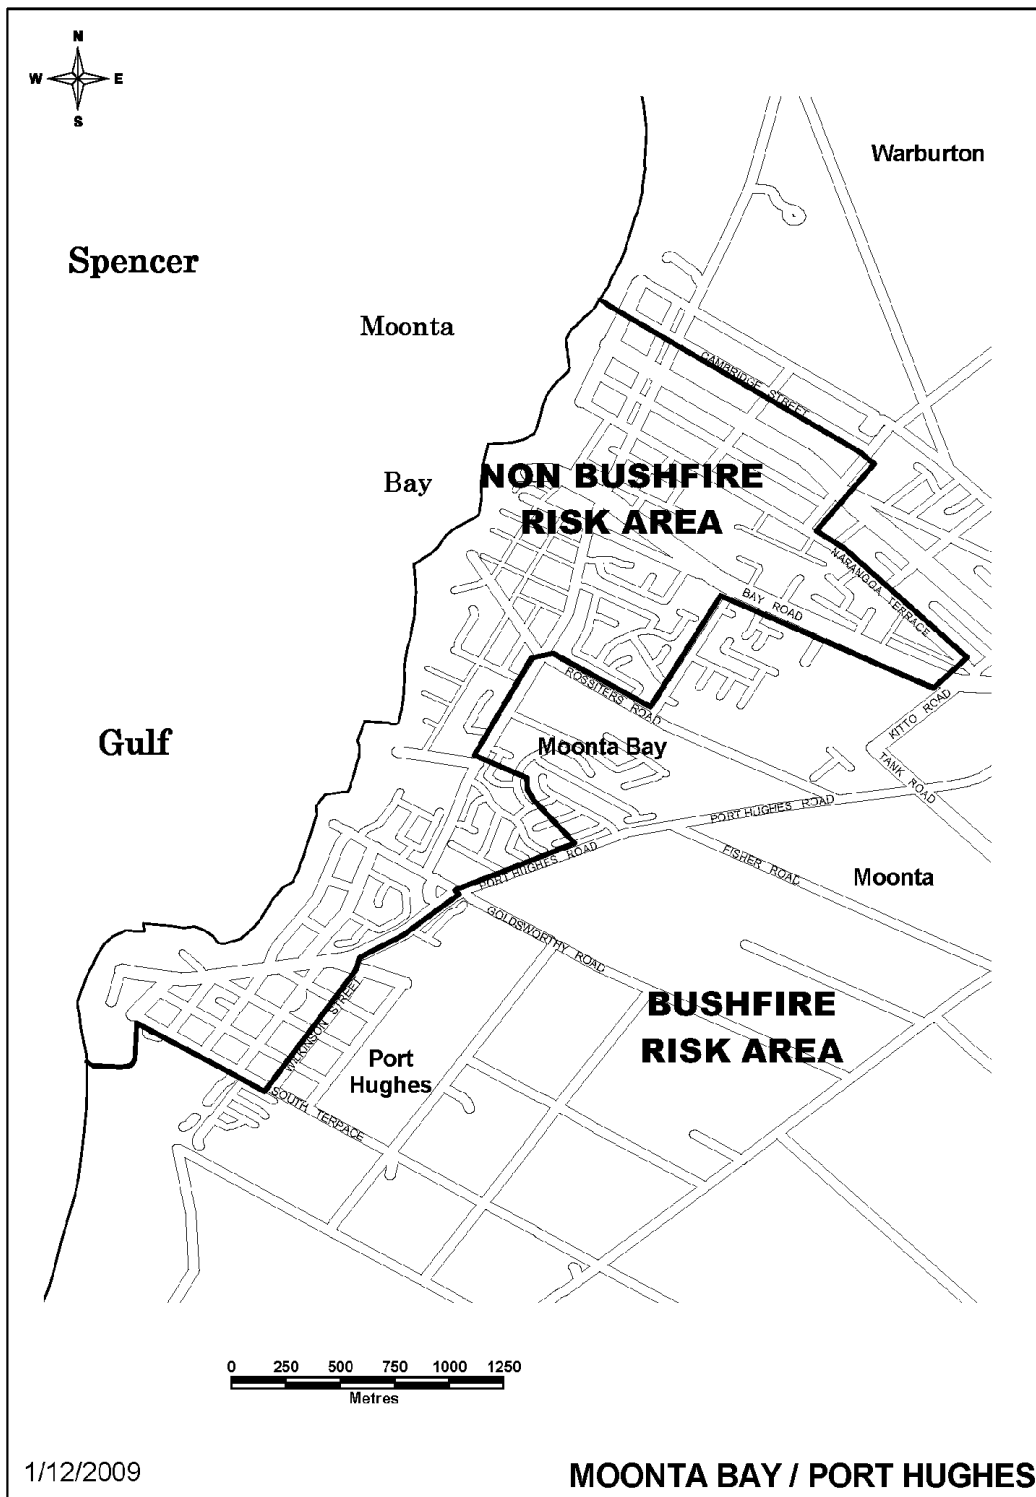 N
W E
S
Warburton
Spencer
Moonta
CAMBRIDGE STREET
Bay
NON BUSHFIRE
RISK AREA
NARANGGA TERRACE
BAY ROAD
ROSSITERS ROAD
KITTO ROAD
Gulf
Moonta Bay
TANK ROAD
PORT HUGHES ROAD
PORT HUGHES ROAD
FISHER ROAD
Moonta
GOLDSWORTHY ROAD
BUSHFIRE
RISK AREA
WILKINSON STREET
Port
Hughes
SOUTH TERPACE
0 250 500 750 1000 1250
Metres
1/12/2009
MOONTA BAY / PORT HUGHES